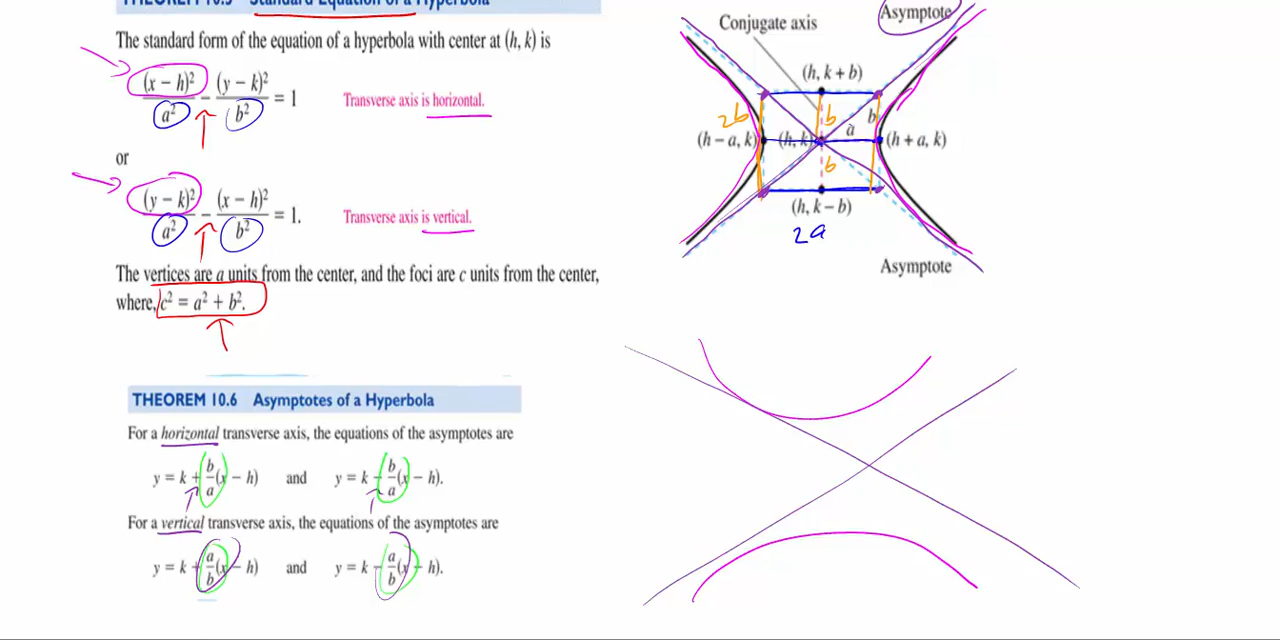 THEOREM 10.5 Standard Equation of a Hyperbola
The standard form of the equation of a hyperbola with center at (h, k) is
(x − h)²/a² − (y − k)²/b² = 1 Transverse axis is horizontal.
or
(y − k)²/a² − (x − h)²/b² = 1. Transverse axis is vertical.
The vertices are a units from the center, and the foci are c units from the center,
where, c² = a² + b².
THEOREM 10.6 Asymptotes of a Hyperbola
For a horizontal transverse axis, the equations of the asymptotes are
y = k + b/a (x − h) and y = k − b/a (x − h).
For a vertical transverse axis, the equations of the asymptotes are
y = k + a/b (x − h) and y = k − a/b (x − h).
Asymptote
Conjugate axis
(h, k + b)
2b
b
b
(h − a, k)
(h, k)
a
(h + a, k)
b
(h, k − b)
2a
Asymptote